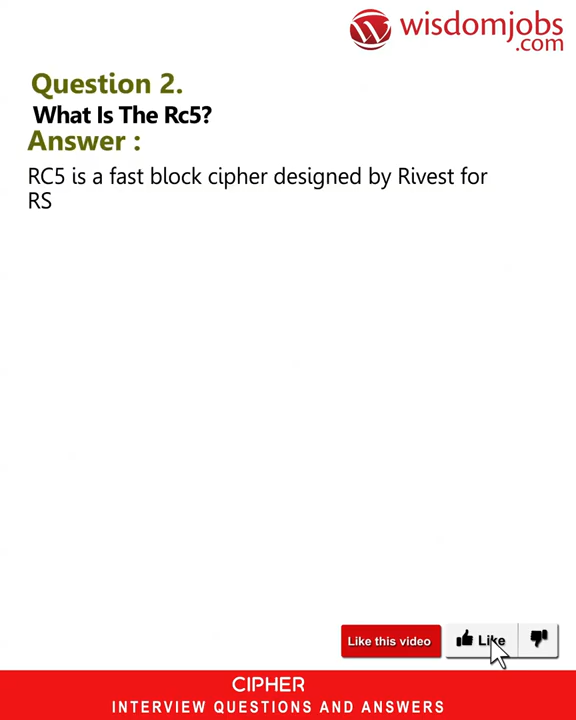 wisdomjobs
.com
Question 2.
What Is The Rc5?
Answer :
RC5 is a fast block cipher designed by Rivest for
RS
Like this video
Like
CIPHER
INTERVIEW QUESTIONS AND ANSWERS